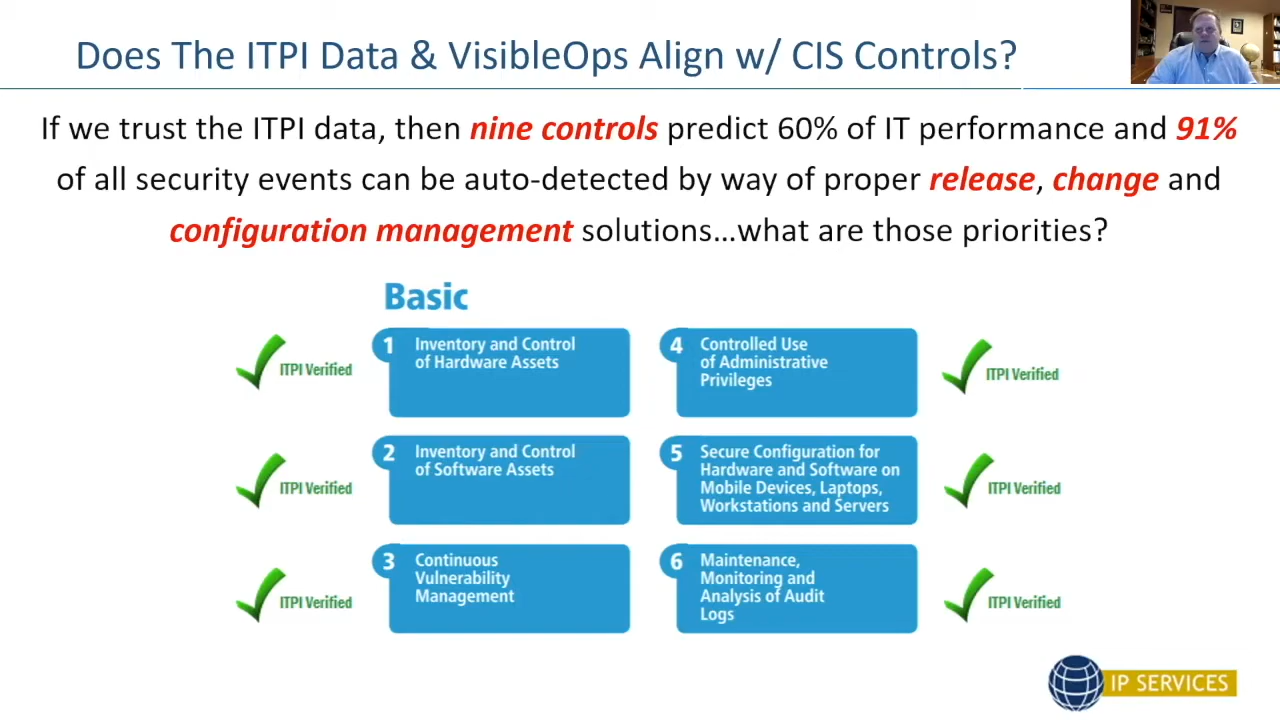 Does The ITPI Data & VisibleOps Align w/ CIS Controls?
If we trust the ITPI data, then nine controls predict 60% of IT performance and 91%
of all security events can be auto-detected by way of proper release, change and
configuration management solutions…what are those priorities?
Basic
1 Inventory and Control
of Hardware Assets
ITPI Verified
4 Controlled Use
of Administrative
Privileges
ITPI Verified
2 Inventory and Control
of Software Assets
ITPI Verified
5 Secure Configuration for
Hardware and Software on
Mobile Devices, Laptops,
Workstations and Servers
ITPI Verified
3 Continuous
Vulnerability
Management
ITPI Verified
6 Maintenance,
Monitoring and
Analysis of Audit
Logs
ITPI Verified
IP SERVICES